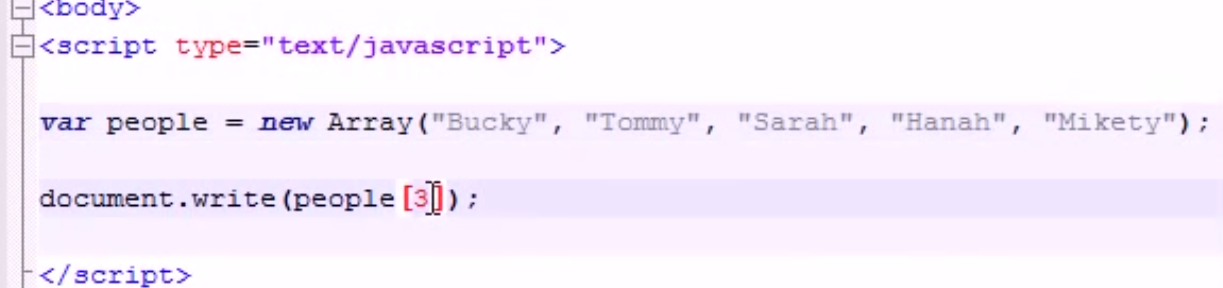 <body>
<script type="text/javascript">
var people = new Array("Bucky", "Tommy", "Sarah", "Hanah", "Mikety");
document.write(people[3]);
</script>